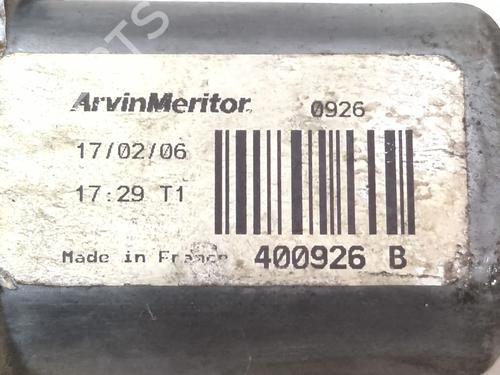 ArvinMeritor 0926
17/02/06
17:29 T1
Made in France 400926 B